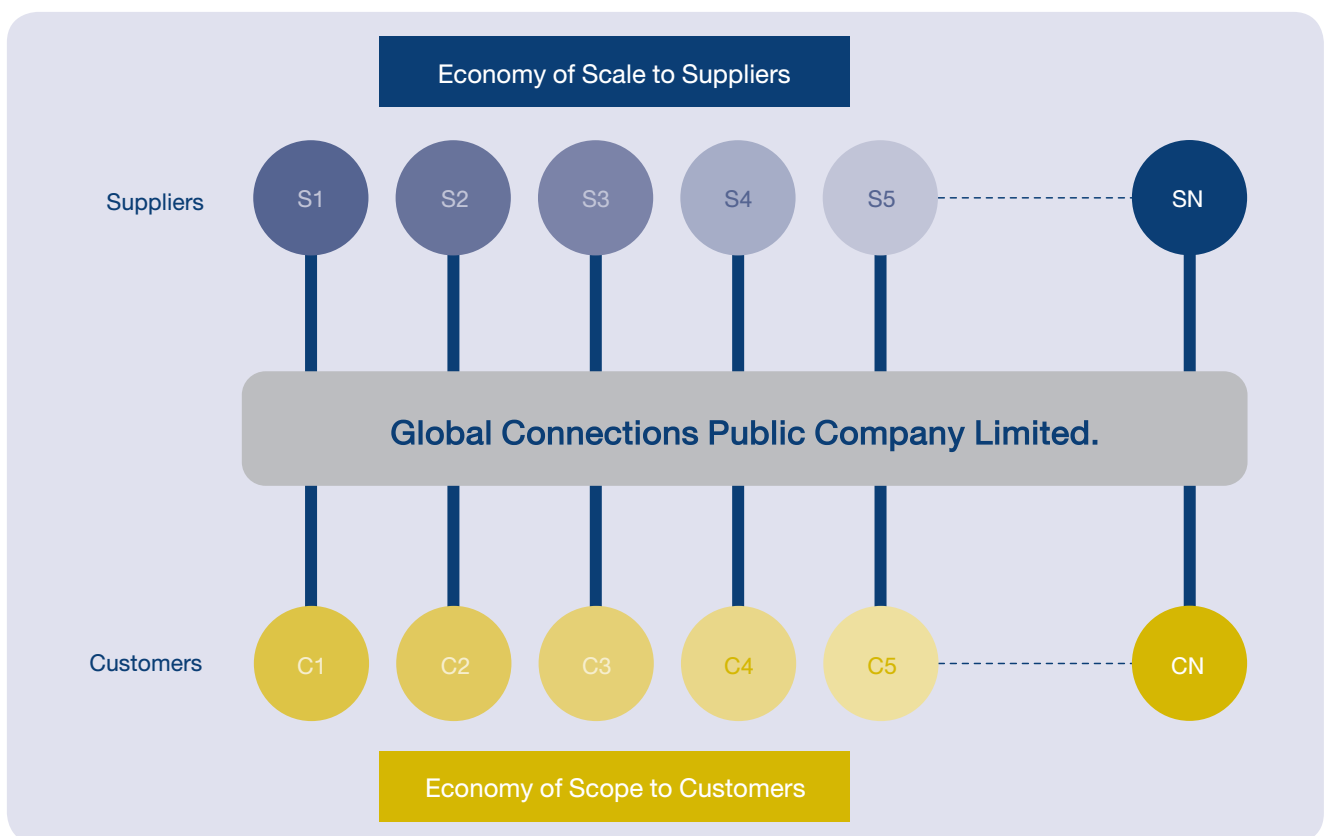 Economy of Scale to Suppliers
Suppliers
S1
S2
S3
S4
S5
SN
Global Connections Public Company Limited.
Customers
C1
C2
C3
C4
C5
CN
Economy of Scope to Customers